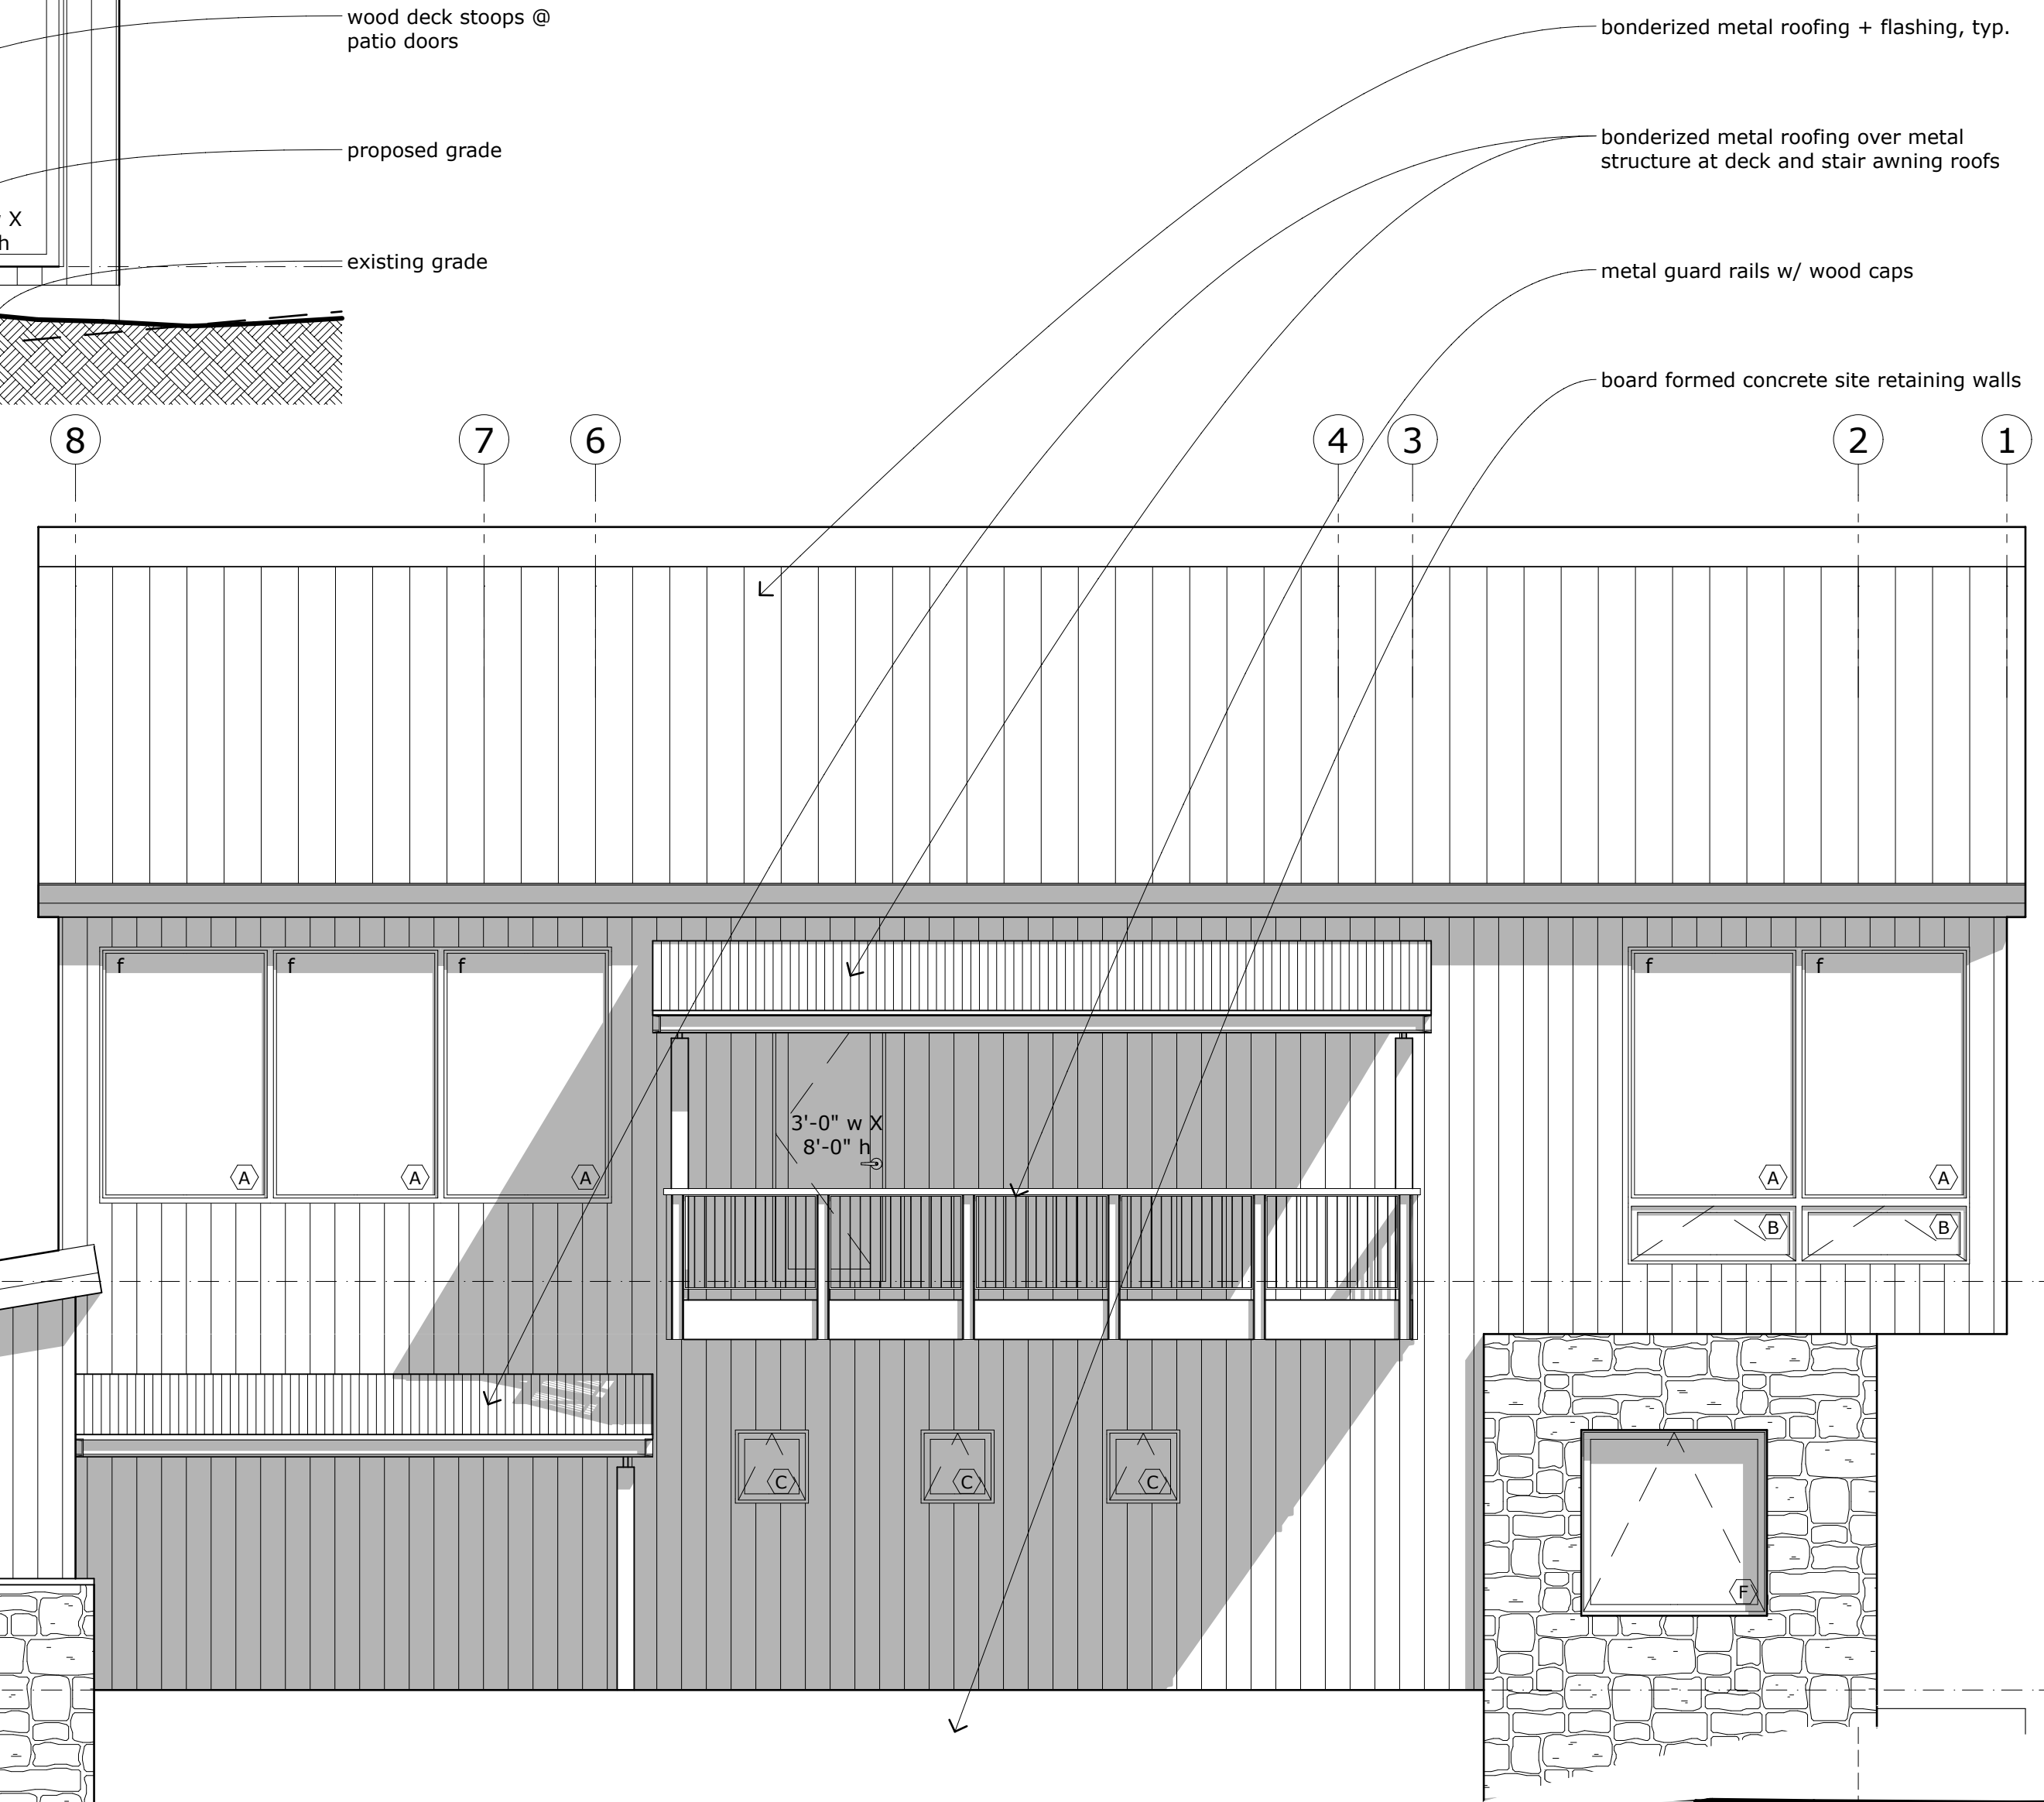 wood deck stoops @
patio doors
bonderized metal roofing + flashing, typ.
proposed grade
bonderized metal roofing over metal
structure at deck and stair awning roofs
X
h
existing grade
metal guard rails w/ wood caps
board formed concrete site retaining walls
8 7 6 4 3 2 1
f f f f f
3'-0" w X
8'-0" h
A A A A A
B B
C C C
F